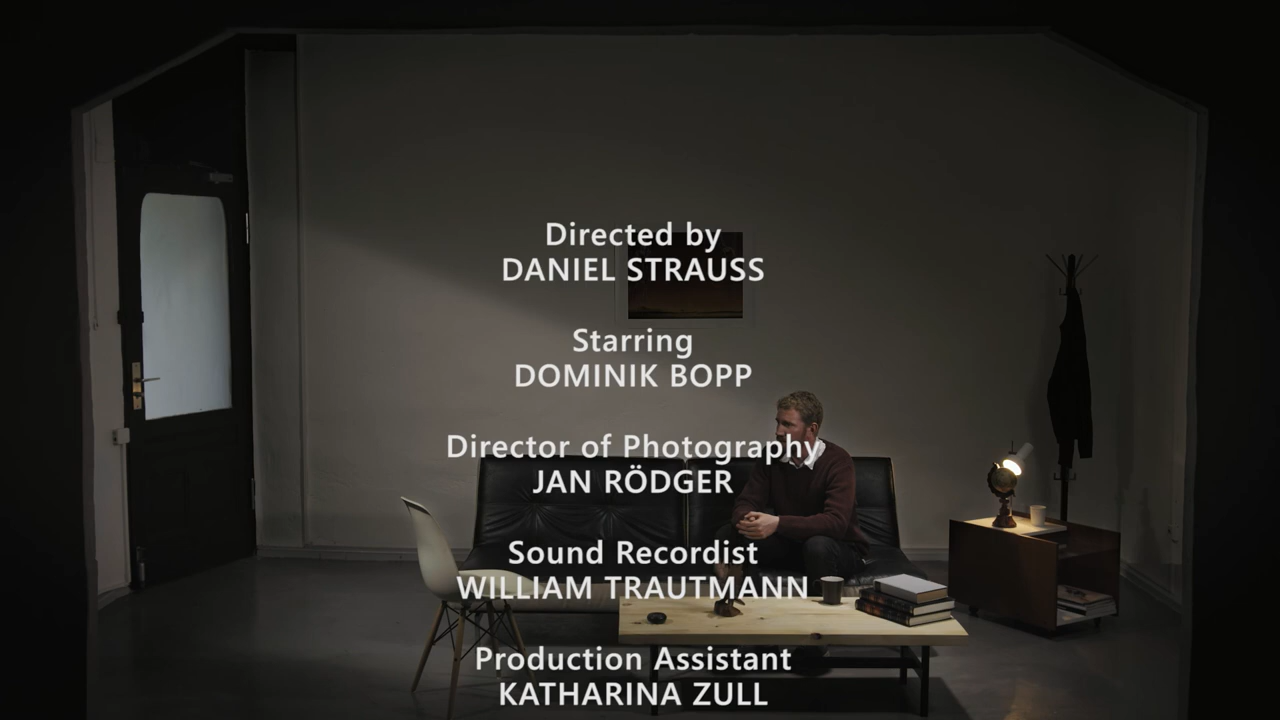 Directed by
DANIEL STRAUSS
Starring
DOMINIK BOPP
Director of Photography
JAN RÖDGER
Sound Recordist
WILLIAM TRAUTMANN
Production Assistant
KATHARINA ZULL